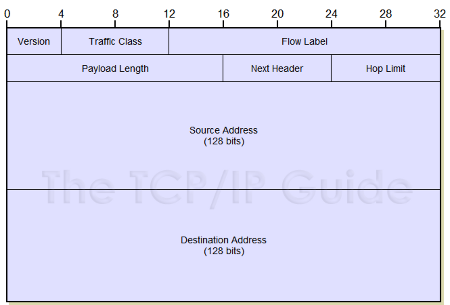 0 4 8 12 16 20 24 28 32
Version Traffic Class Flow Label
Payload Length Next Header Hop Limit
Source Address
(128 bits)
The TCP/IP Guide
Destination Address
(128 bits)